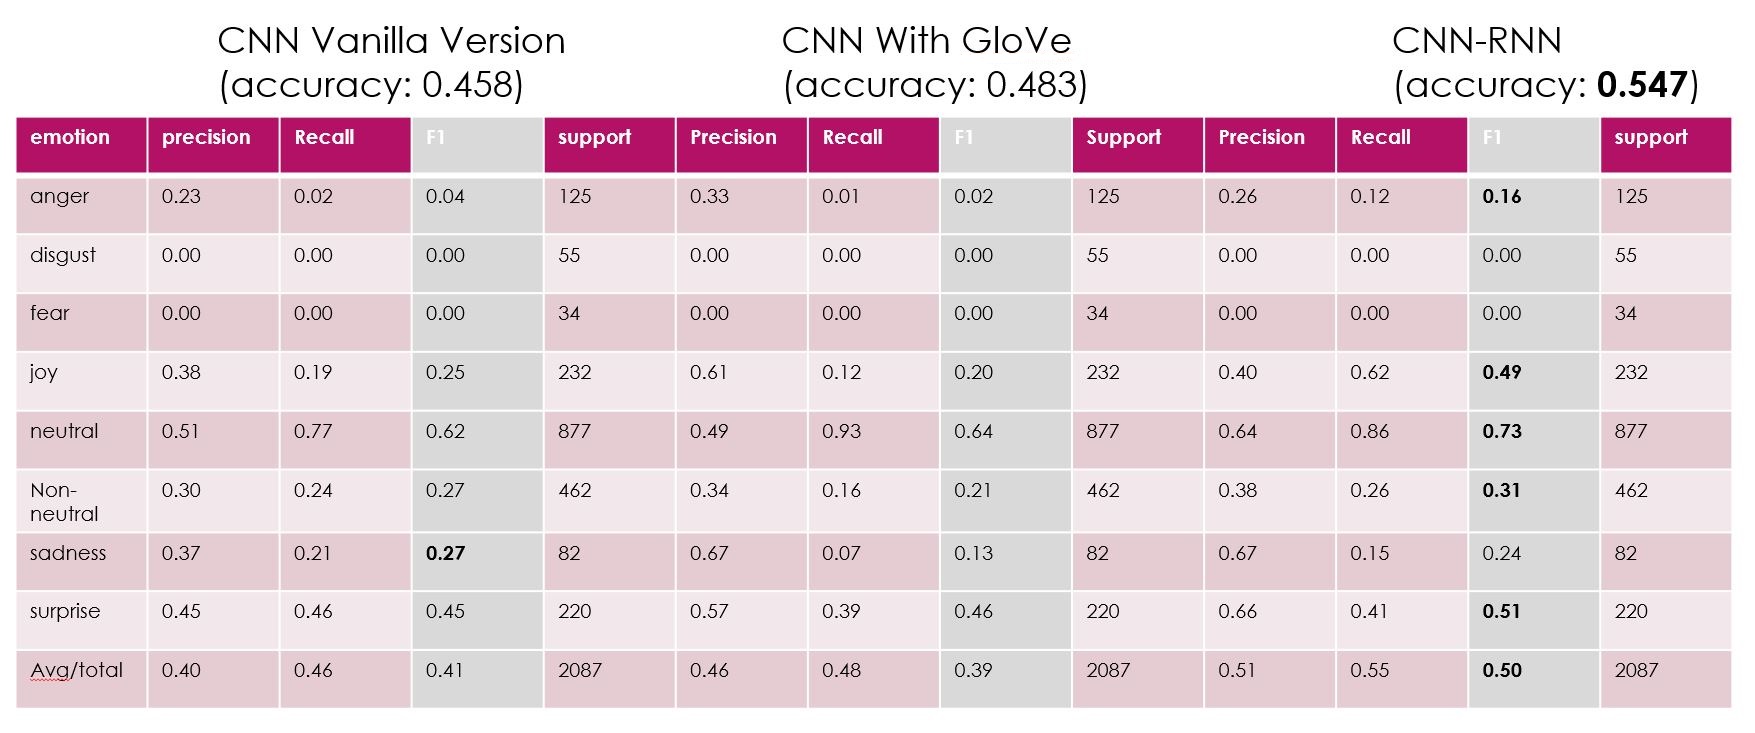 CNN Vanilla Version
(accuracy: 0.458)
CNN With GloVe
(accuracy: 0.483)
CNN-RNN
(accuracy: 0.547)
emotion precision Recall F1 support Precision Recall F1 Support Precision Recall F1 support
anger 0.23 0.02 0.04 125 0.33 0.01 0.02 125 0.26 0.12 0.16 125
disgust 0.00 0.00 0.00 55 0.00 0.00 0.00 55 0.00 0.00 0.00 55
fear 0.00 0.00 0.00 34 0.00 0.00 0.00 34 0.00 0.00 0.00 34
joy 0.38 0.19 0.25 232 0.61 0.12 0.20 232 0.40 0.62 0.49 232
neutral 0.51 0.77 0.62 877 0.49 0.93 0.64 877 0.64 0.86 0.73 877
Non-
neutral 0.30 0.24 0.27 462 0.34 0.16 0.21 462 0.38 0.26 0.31 462
sadness 0.37 0.21 0.27 82 0.67 0.07 0.13 82 0.67 0.15 0.24 82
surprise 0.45 0.46 0.45 220 0.57 0.39 0.46 220 0.66 0.41 0.51 220
Avg/total 0.40 0.46 0.41 2087 0.46 0.48 0.39 2087 0.51 0.55 0.50 2087